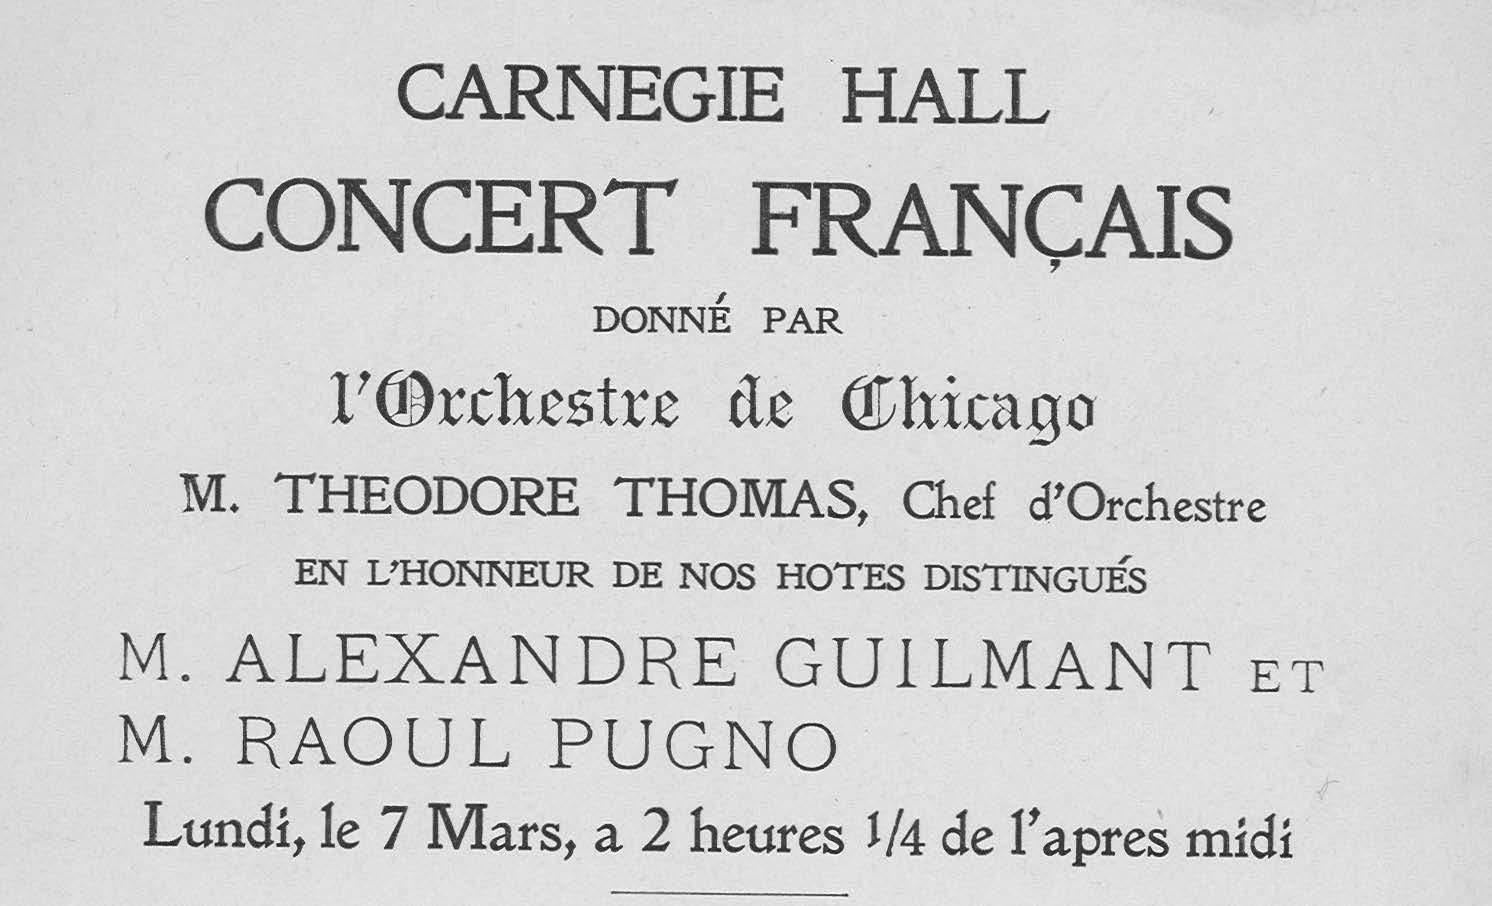 CARNEGIE HALL
CONCERT FRANÇAIS
DONNÉ PAR
l'Orchestre de Chicago
M. THEODORE THOMAS, Chef d'Orchestre
EN L'HONNEUR DE NOS HOTES DISTINGUÉS
M. ALEXANDRE GUILMANT ET
M. RAOUL PUGNO
Lundi, le 7 Mars, a 2 heures 1/4 de l'apres midi